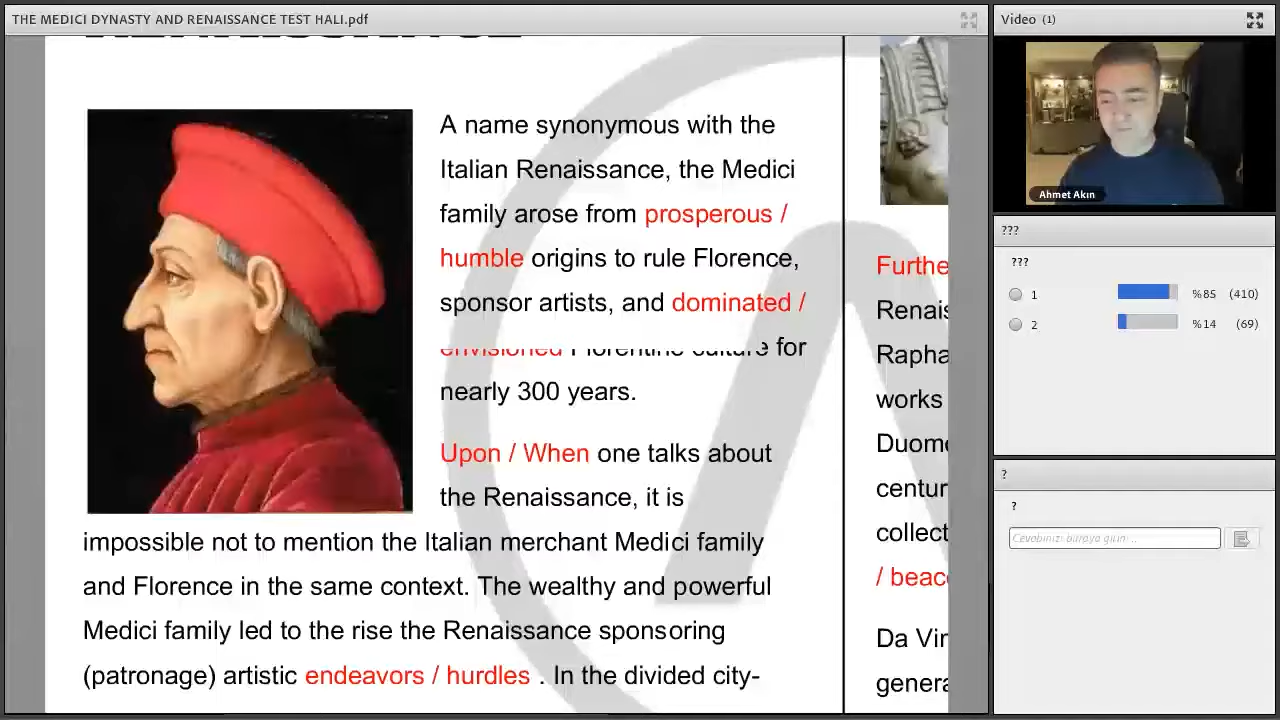 THE MEDICI DYNASTY AND RENAISSANCE TEST HALI.pdf
A name synonymous with the
Italian Renaissance, the Medici
family arose from prosperous /
humble origins to rule Florence,
sponsor artists, and dominated /
envisioned Florentine culture for
nearly 300 years.
Upon / When one talks about
the Renaissance, it is
impossible not to mention the Italian merchant Medici family
and Florence in the same context. The wealthy and powerful
Medici family led to the rise the Renaissance sponsoring
(patronage) artistic endeavors / hurdles . In the divided city-
Furthe
Renais
Rapha
works
Duomo
centur
collect
/ beac
Da Vin
genera
Video (1)
Ahmet Akın
???
???
1 %85 (410)
2 %14 (69)
?
?
Cevabınızı buraya girin...